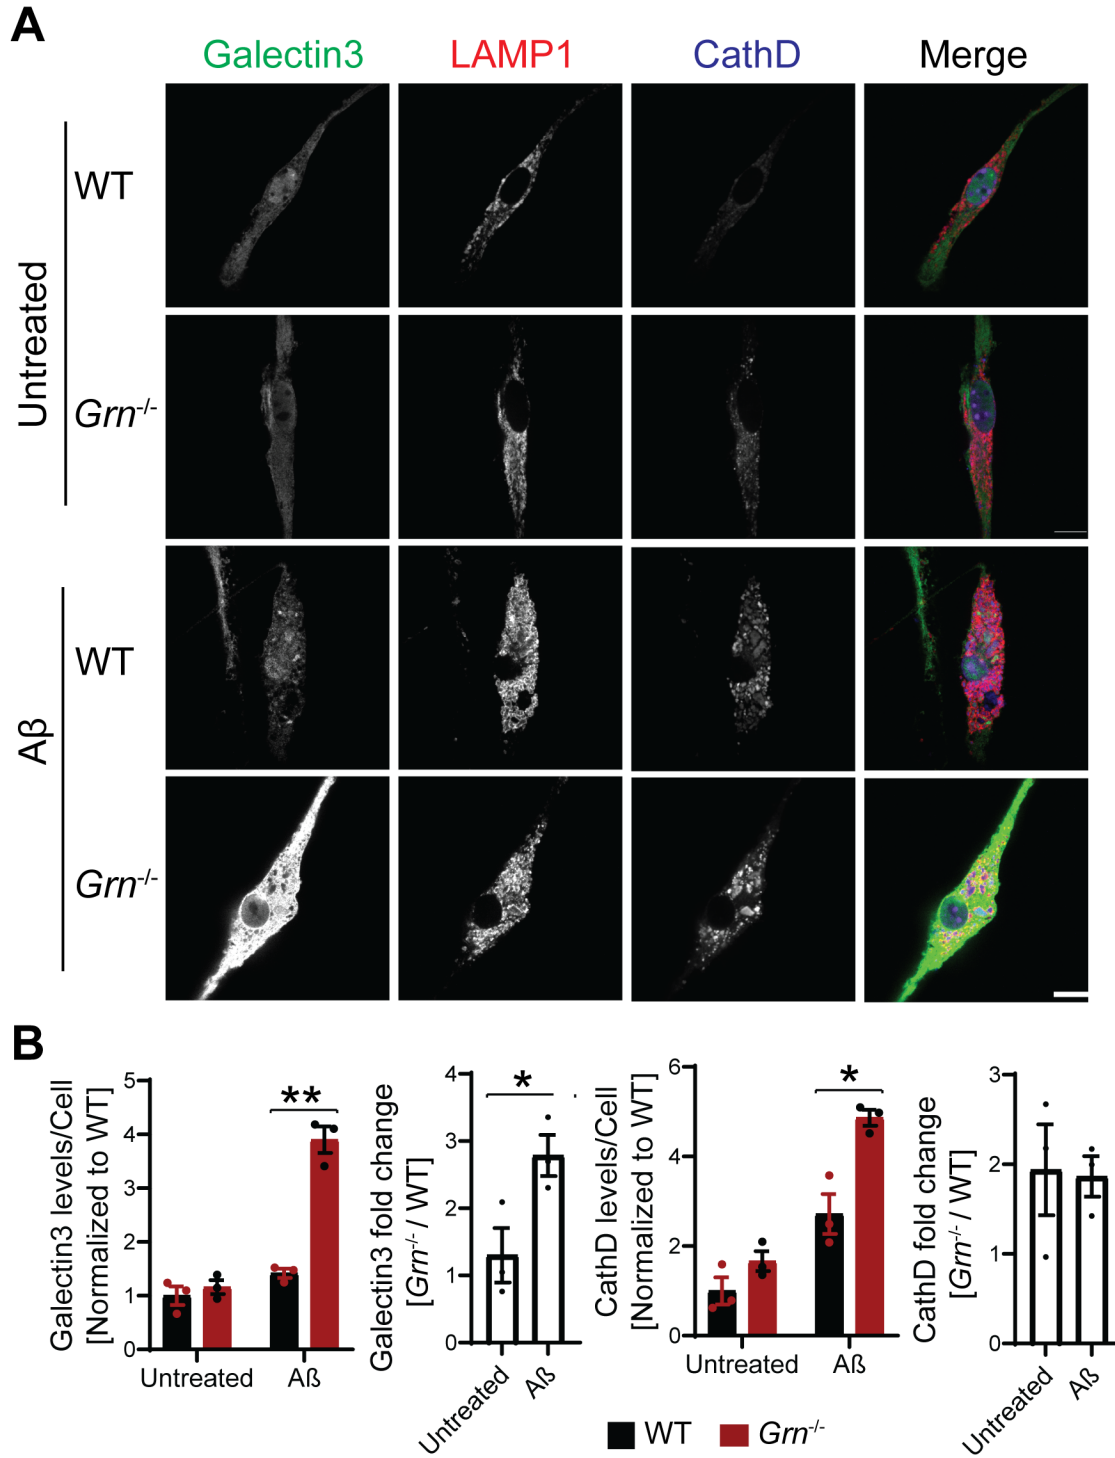 A
Galectin3 LAMP1 CathD Merge
Untreated
WT
Grn-/-
Aβ
WT
Grn-/-
B
Galectin3 levels/Cell
[Normalized to WT]
5
4
3
2
1
0
**
Untreated Aß
Galectin3 fold change
[Grn-/- / WT]
4
3
2
1
0
*
Untreated
Aß
CathD levels/Cell
[Normalized to WT]
6
4
2
0
*
Untreated Aß
CathD fold change
[Grn-/- / WT]
3
2
1
0
Untreated
Aß
WT Grn-/-